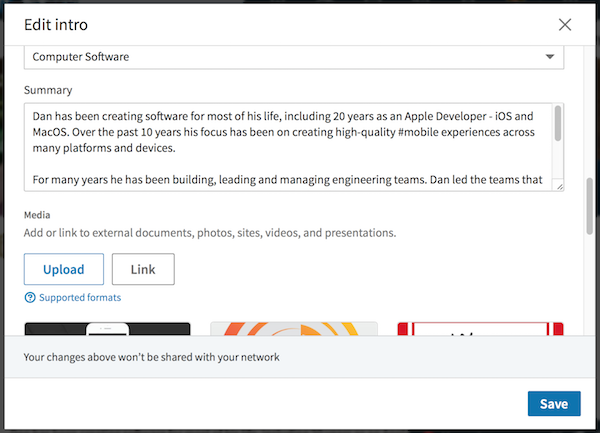 Edit intro
Computer Software
Summary
Dan has been creating software for most of his life, including 20 years as an Apple Developer - iOS and
MacOS. Over the past 10 years his focus has been on creating high-quality #mobile experiences across
many platforms and devices.
For many years he has been building, leading and managing engineering teams. Dan led the teams that
Media
Add or link to external documents, photos, sites, videos, and presentations.
Upload Link
Supported formats
Your changes above won't be shared with your network
Save